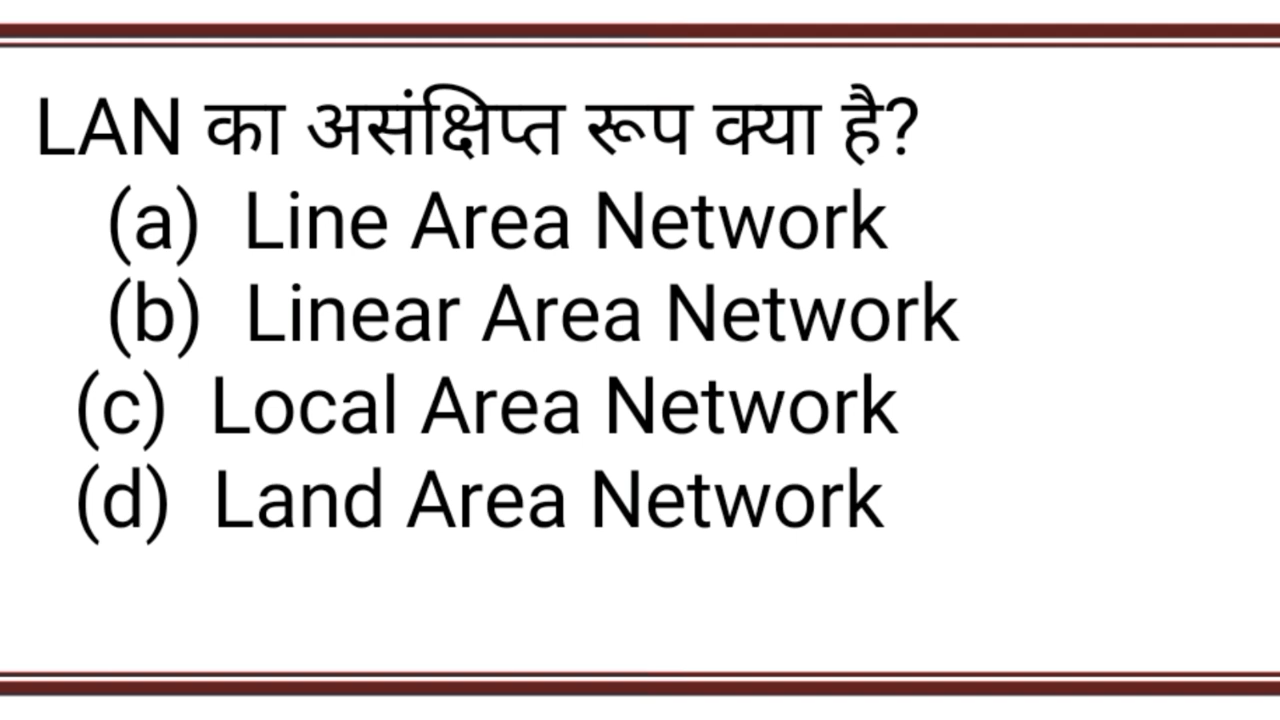 LAN का असंक्षिप्त रूप क्या है?
(a) Line Area Network
(b) Linear Area Network
(c) Local Area Network
(d) Land Area Network